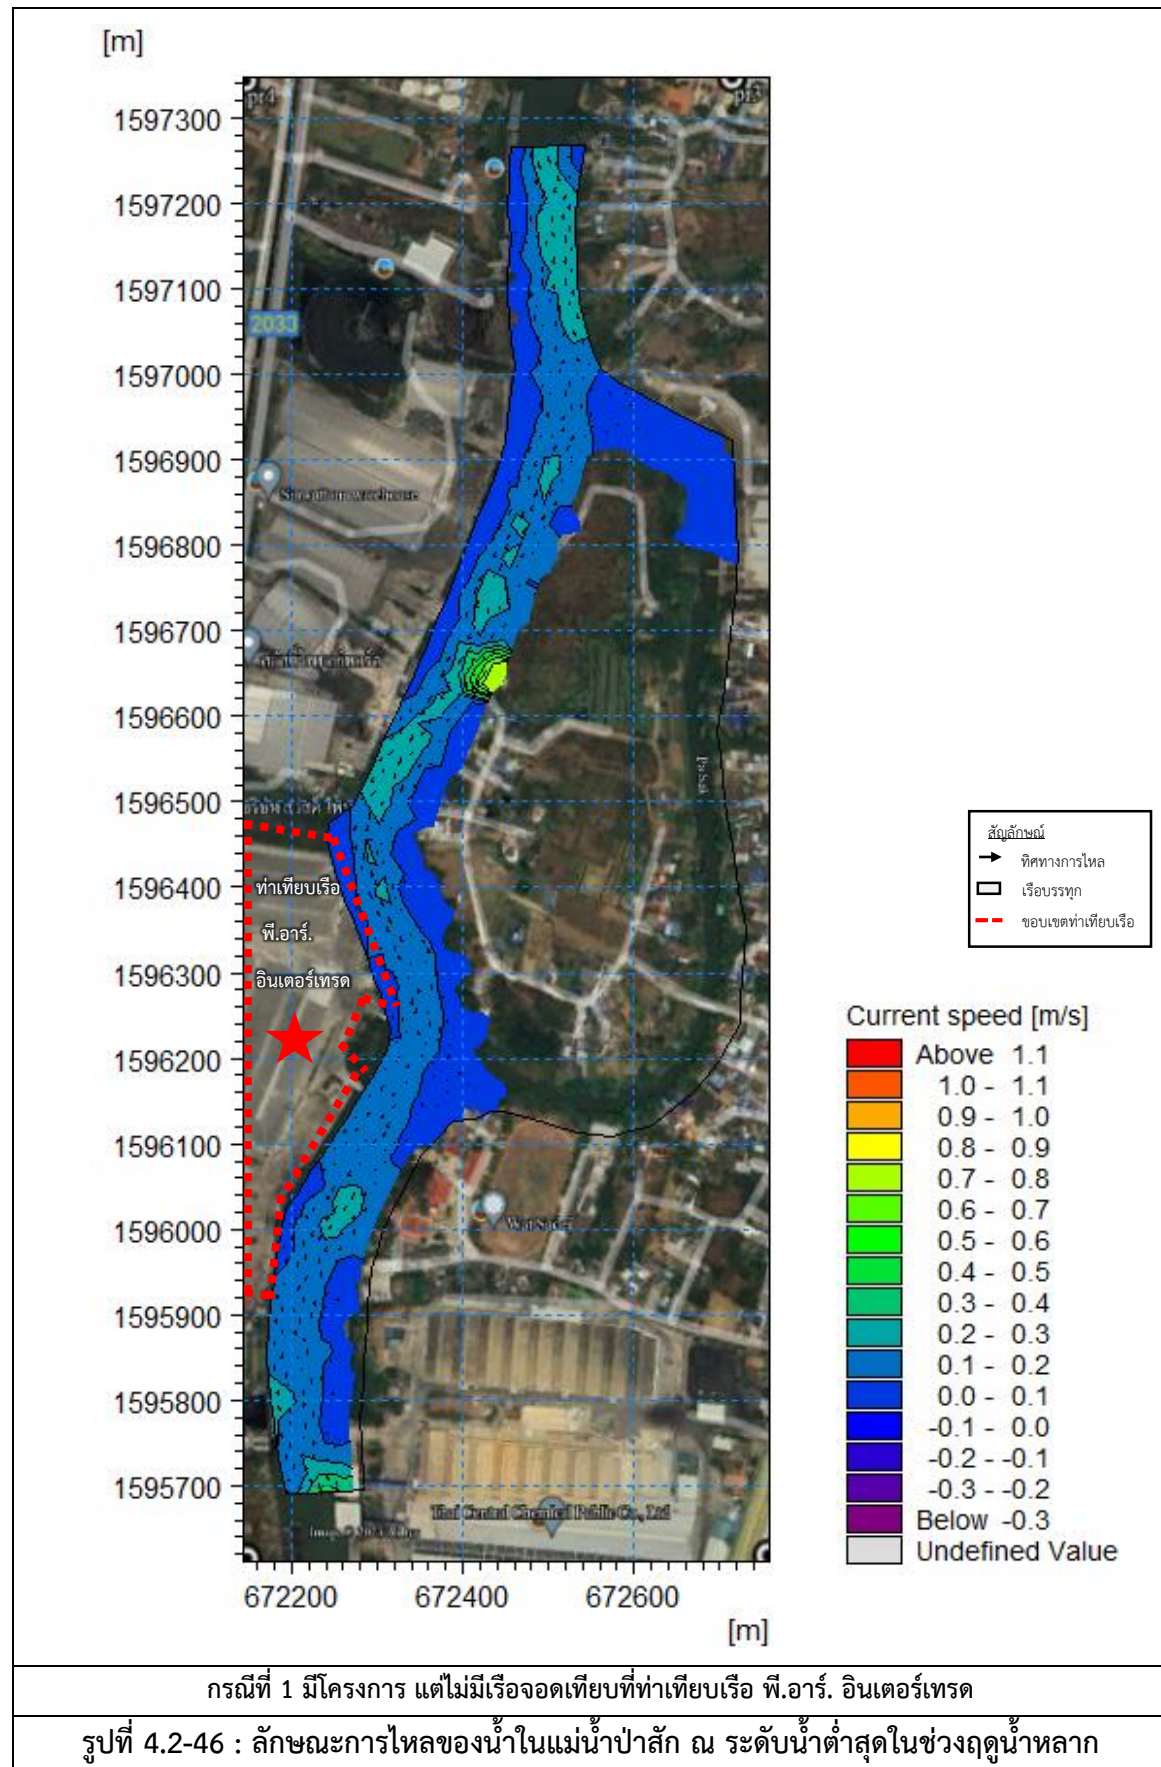 [m]
pr4
pr3
1597300
1597200
1597100
2033
1597000
1596900
1596800
1596700
1596600
1596500
1596400
1596300
1596200
1596100
1596000
1595900
1595800
1595700
ท่าเทียบเรือ
พี.อาร์.
อินเตอร์เทรด
Thai Central Chemical Public Co., Ltd
672200
672400
672600
[m]
สัญลักษณ์
ทิศทางการไหล
เรือบรรทุก
ขอบเขตท่าเทียบเรือ
Current speed [m/s]
Above 1.1
1.0 - 1.1
0.9 - 1.0
0.8 - 0.9
0.7 - 0.8
0.6 - 0.7
0.5 - 0.6
0.4 - 0.5
0.3 - 0.4
0.2 - 0.3
0.1 - 0.2
0.0 - 0.1
-0.1 - 0.0
-0.2 - -0.1
-0.3 - -0.2
Below -0.3
Undefined Value
กรณีที่ 1 มีโครงการ แต่ไม่มีเรือจอดเทียบที่ท่าเทียบเรือ พี.อาร์. อินเตอร์เทรด
รูปที่ 4.2-46 : ลักษณะการไหลของน้ำในแม่น้ำป่าสัก ณ ระดับน้ำต่ำสุดในช่วงฤดูน้ำหลาก